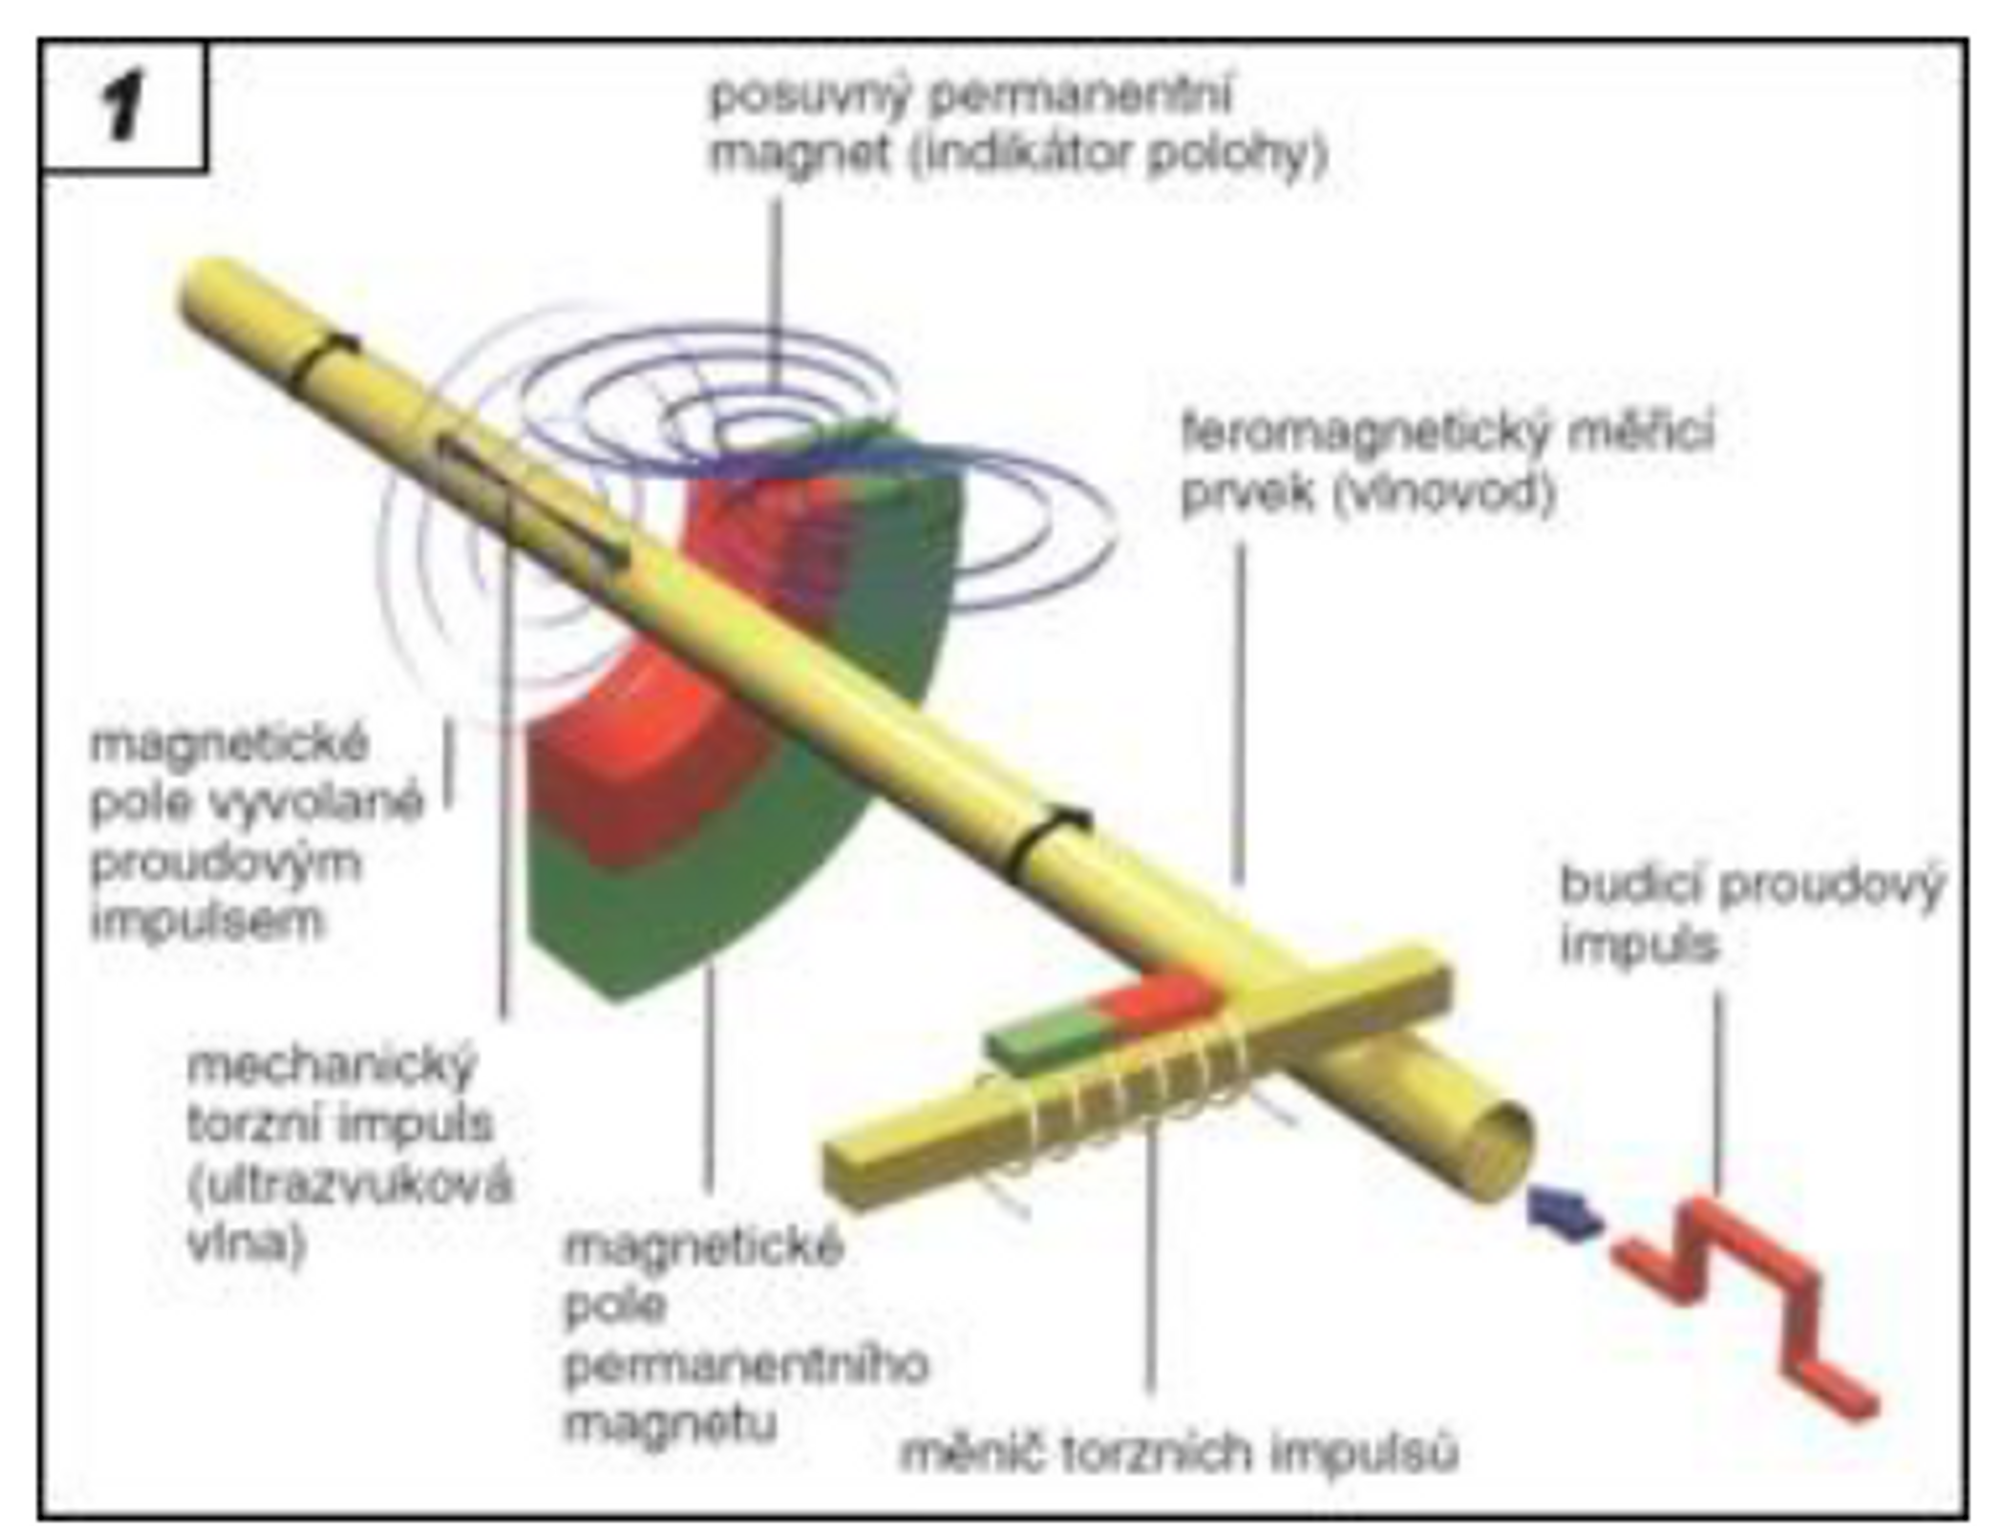 1
posuvný permanentní
magnet (indikátor polohy)
feromagnetický měřicí
prvek (vlnovod)
magnetické
pole vyvolané
proudovým
impulsem
budicí proudový
impuls
mechanický
torzní impuls
(ultrazvuková
vlna)
magnetické
pole
permanentního
magnetu
měnič torzních impulsů